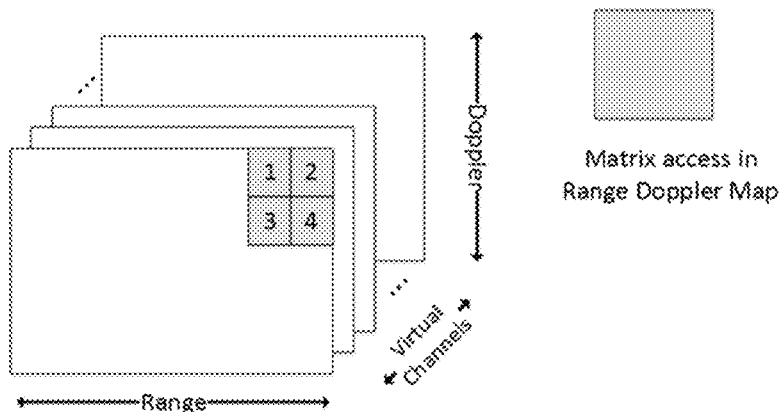 1 2
3 4
Doppler
Matrix access in
Range Doppler Map
Virtual
Channels
Range